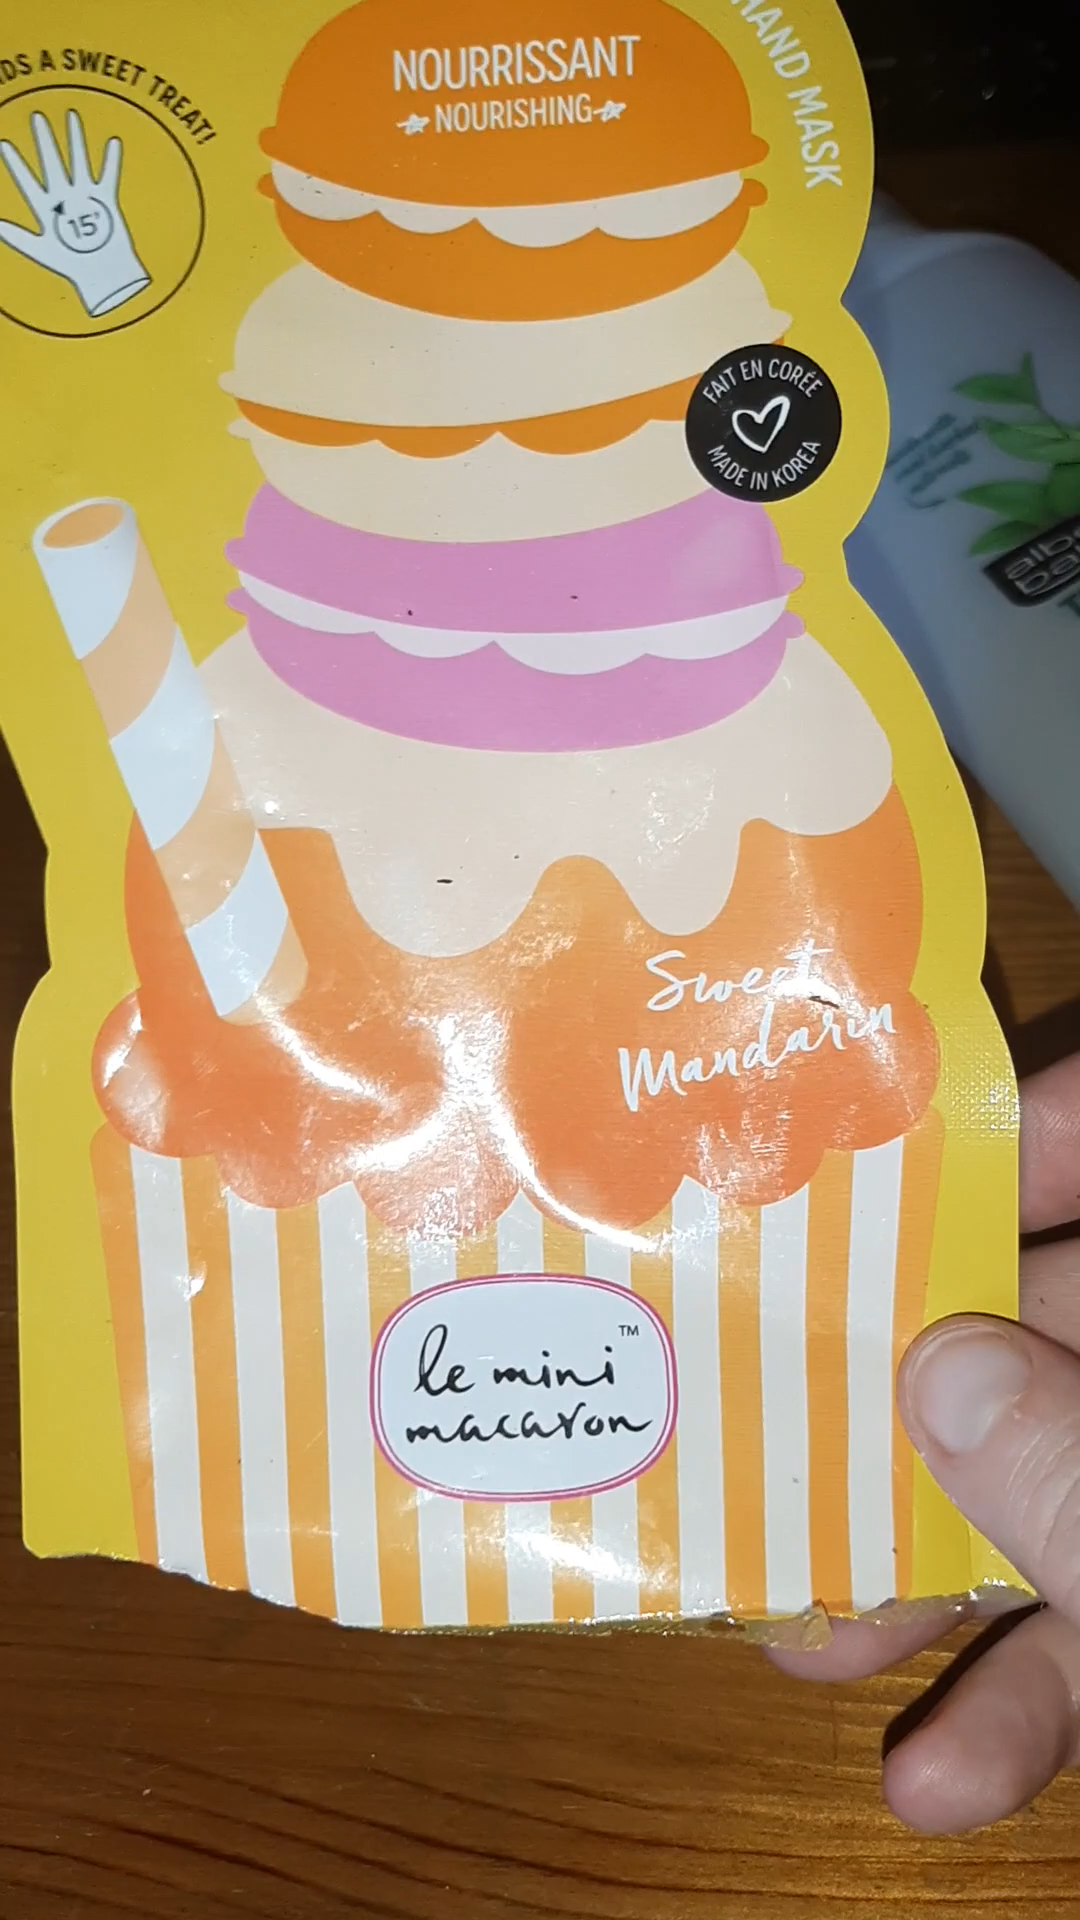 HAND MASK
NOURRISSANT
NOURISHING
A SWEET TREAT!
15'
FAIT EN CORÉE
MADE IN KOREA
Sweet
Mandarin
le mini TM
macaron